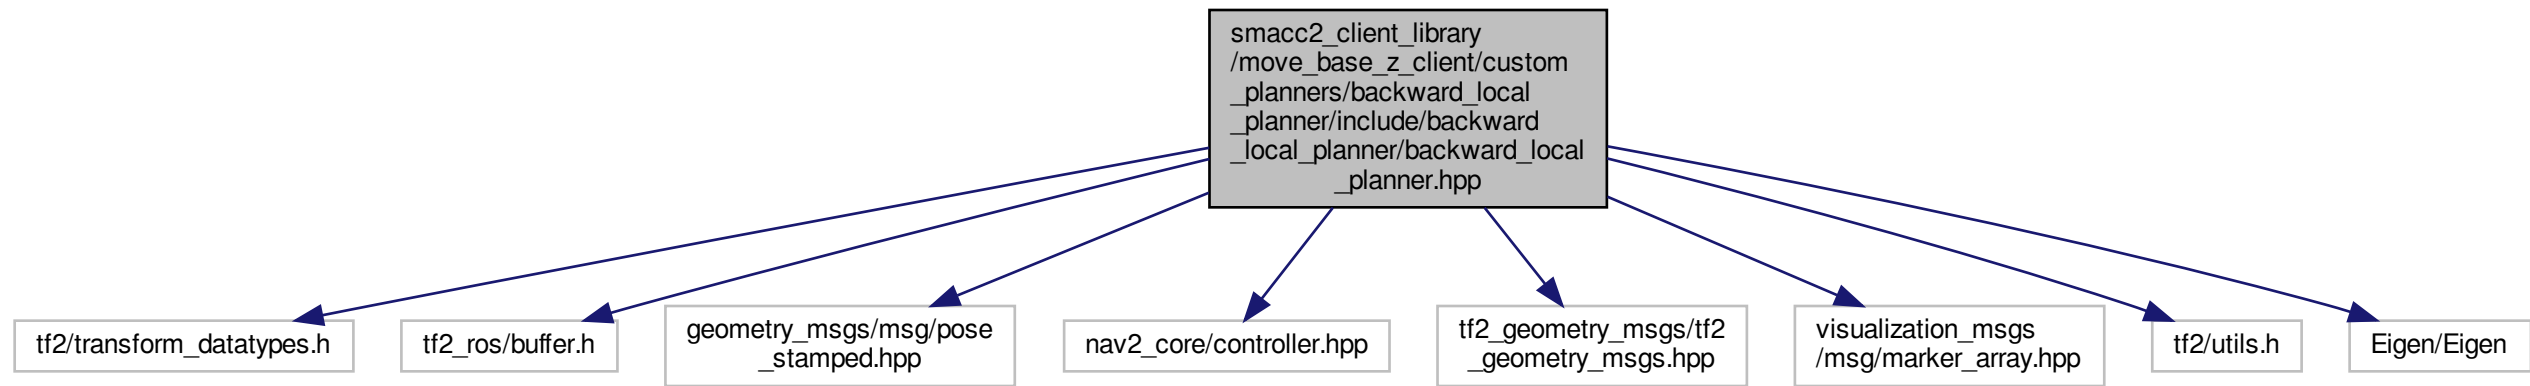 smacc2_client_library
/move_base_z_client/custom
_planners/backward_local
_planner/include/backward
_local_planner/backward_local
_planner.hpp
tf2/transform_datatypes.h
tf2_ros/buffer.h
geometry_msgs/msg/pose
_stamped.hpp
nav2_core/controller.hpp
tf2_geometry_msgs/tf2
_geometry_msgs.hpp
visualization_msgs
/msg/marker_array.hpp
tf2/utils.h
Eigen/Eigen